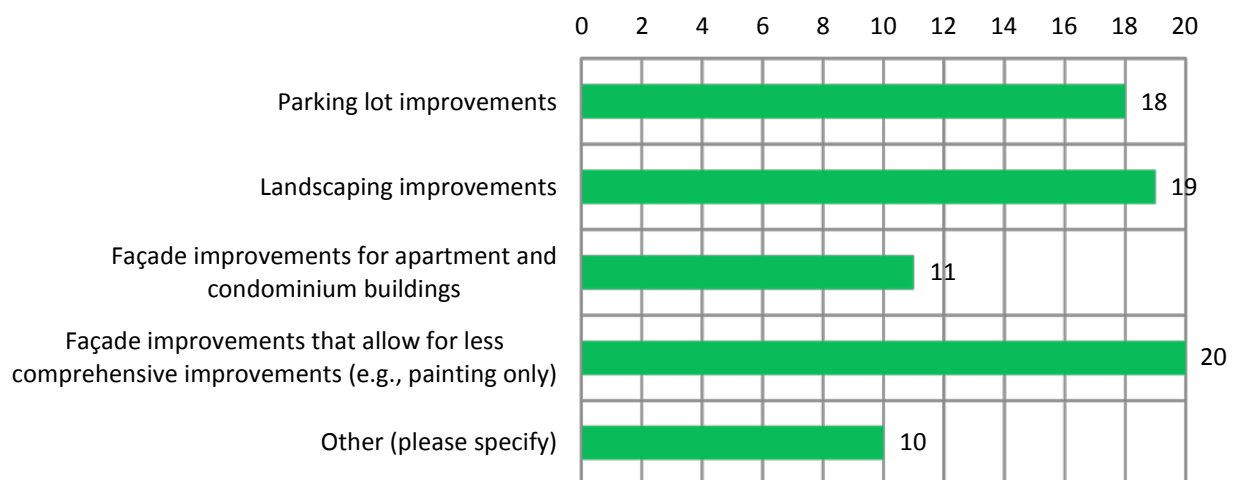 0 2 4 6 8 10 12 14 16 18 20
Parking lot improvements 18
Landscaping improvements 19
Façade improvements for apartment and
condominium buildings 11
Façade improvements that allow for less
comprehensive improvements (e.g., painting only) 20
Other (please specify) 10